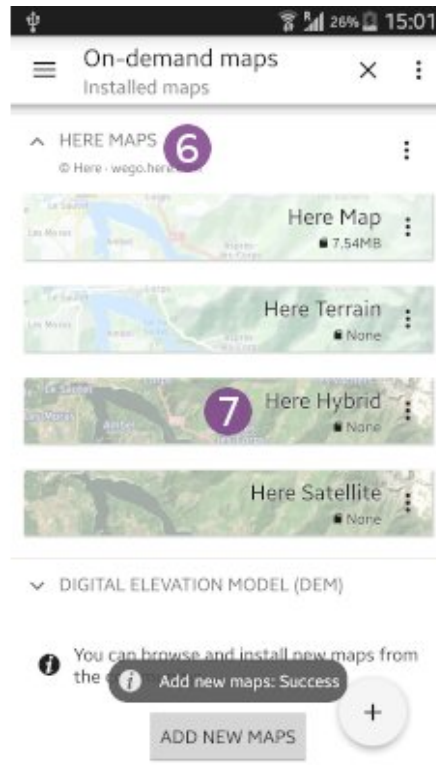 26% 15:01
On-demand maps
Installed maps
HERE MAPS 6
© Here - wego.here
Here Map
7,54MB
Here Terrain
None
7 Here Hybrid
None
Here Satellite
None
DIGITAL ELEVATION MODEL (DEM)
You can browse and install new maps from
the
Add new maps: Success
+
ADD NEW MAPS